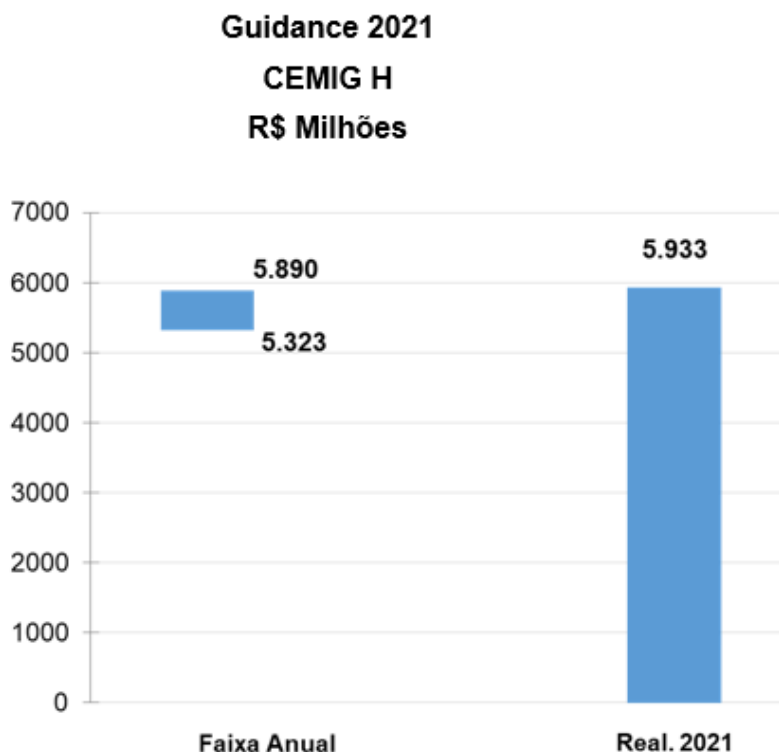 Guidance 2021
CEMIG H
R$ Milhões
7000
6000
5000
4000
3000
2000
1000
0
5.890
5.323
5.933
Faixa Anual
Real. 2021